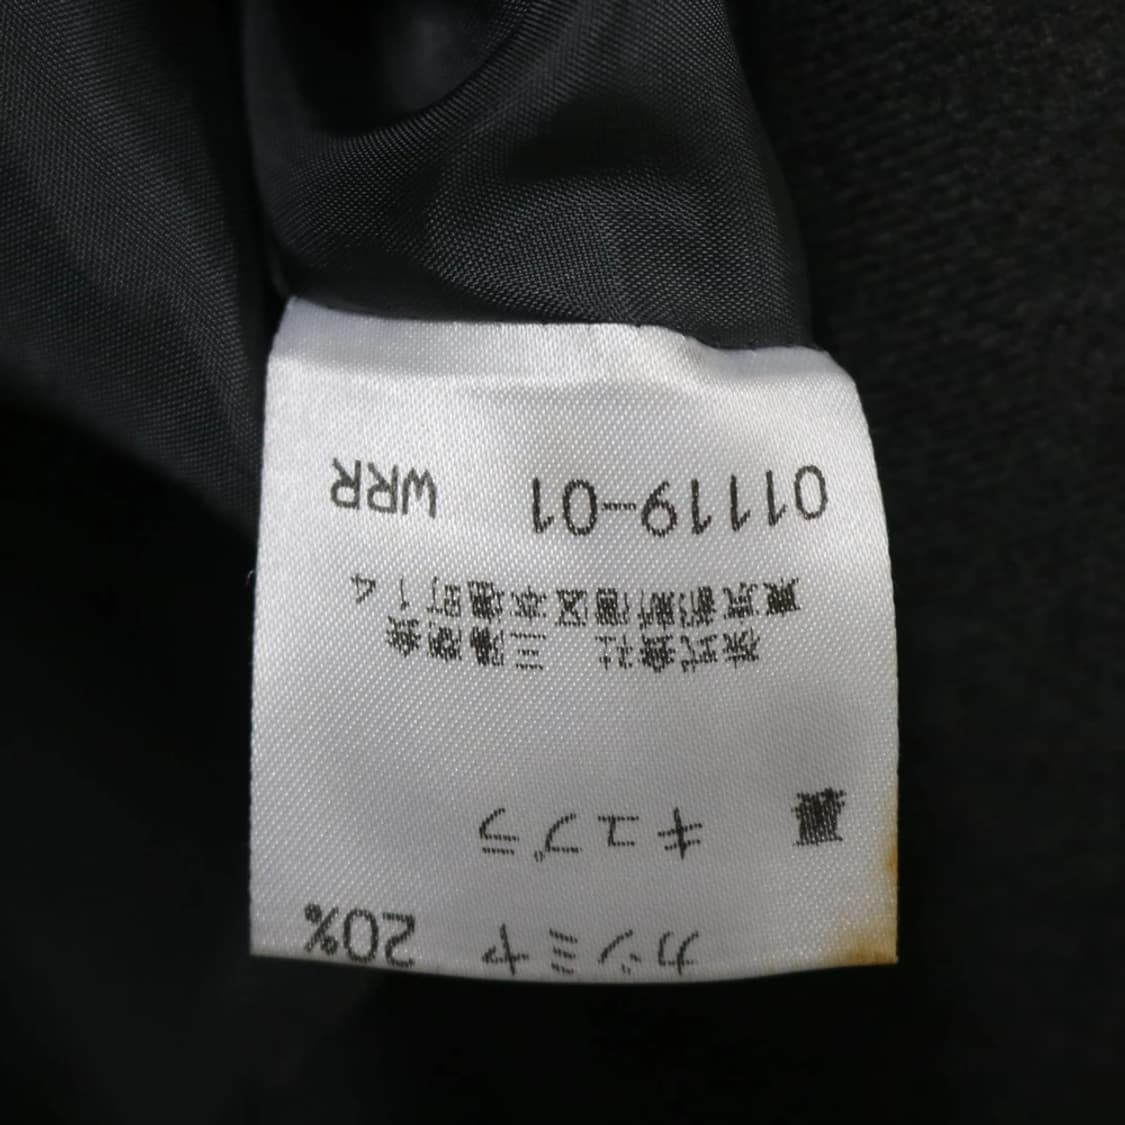 カシミヤ 20%
裏 キュプラ
株式会社 三陽商会
東京都新宿区本塩町14
01119-01 WRR